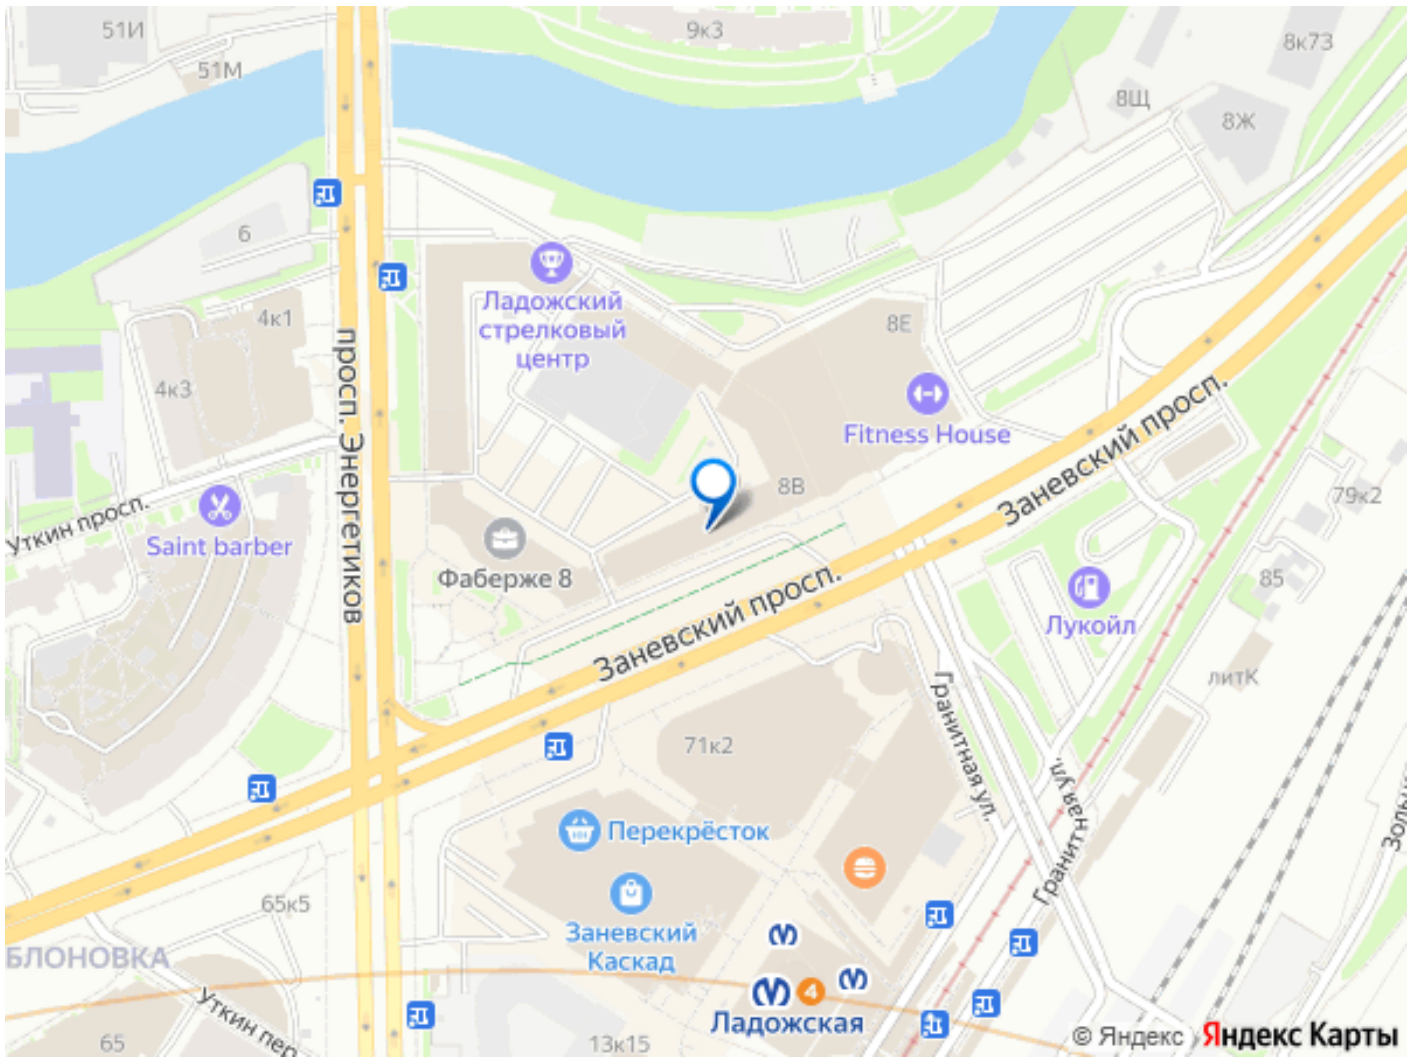 51И
9к3
8к73
51М
8Щ
8Ж
6
Ладожский
стрелковый
центр
4к1
8Е
просп. Энергетиков
4к3
Fitness House
Заневский просп.
8В
79к2
Уткин просп.
Saint barber
Фаберже 8
85
Заневский просп.
Лукойл
литК
Гранитная ул.
71к2
Гранитная ул.
Перекрёсток
65к5
Заневский
Каскад
БЛОНОВКА
4
Ладожская
Уткин пер.
65
13к15
© Яндекс
Яндекс Карты